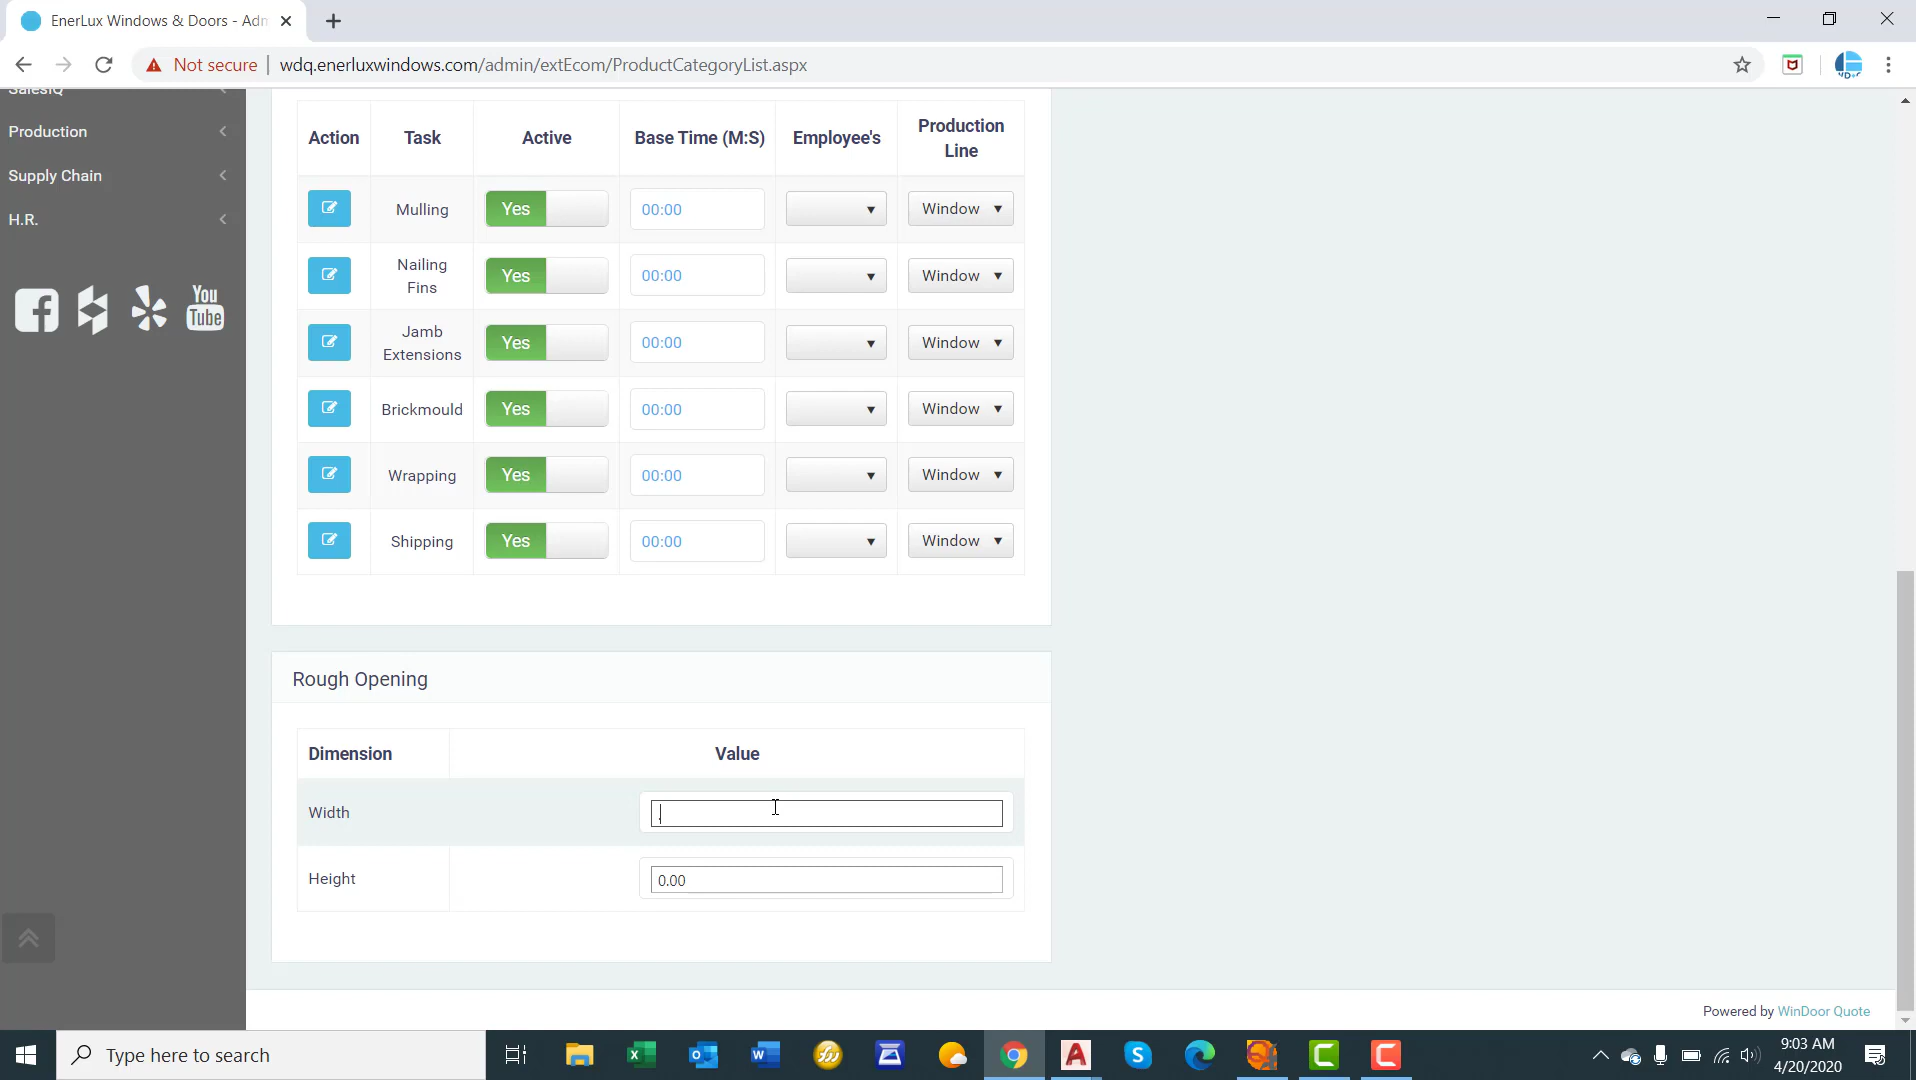 EnerLux Windows & Doors - Adm
Not secure
wdq.enerluxwindows.com/admin/extEcom/ProductCategoryList.aspx
SalesIQ
Production
Supply Chain
H.R.
You
Tube
Action Task Active Base Time (M:S) Employee's Production Line
Mulling Yes 00:00 Window
Nailing Fins Yes 00:00 Window
Jamb Extensions Yes 00:00 Window
Brickmould Yes 00:00 Window
Wrapping Yes 00:00 Window
Shipping Yes 00:00 Window
Rough Opening
Dimension Value
Width .
Height 0.00
Powered by WinDoor Quote
Type here to search
9:03 AM
4/20/2020